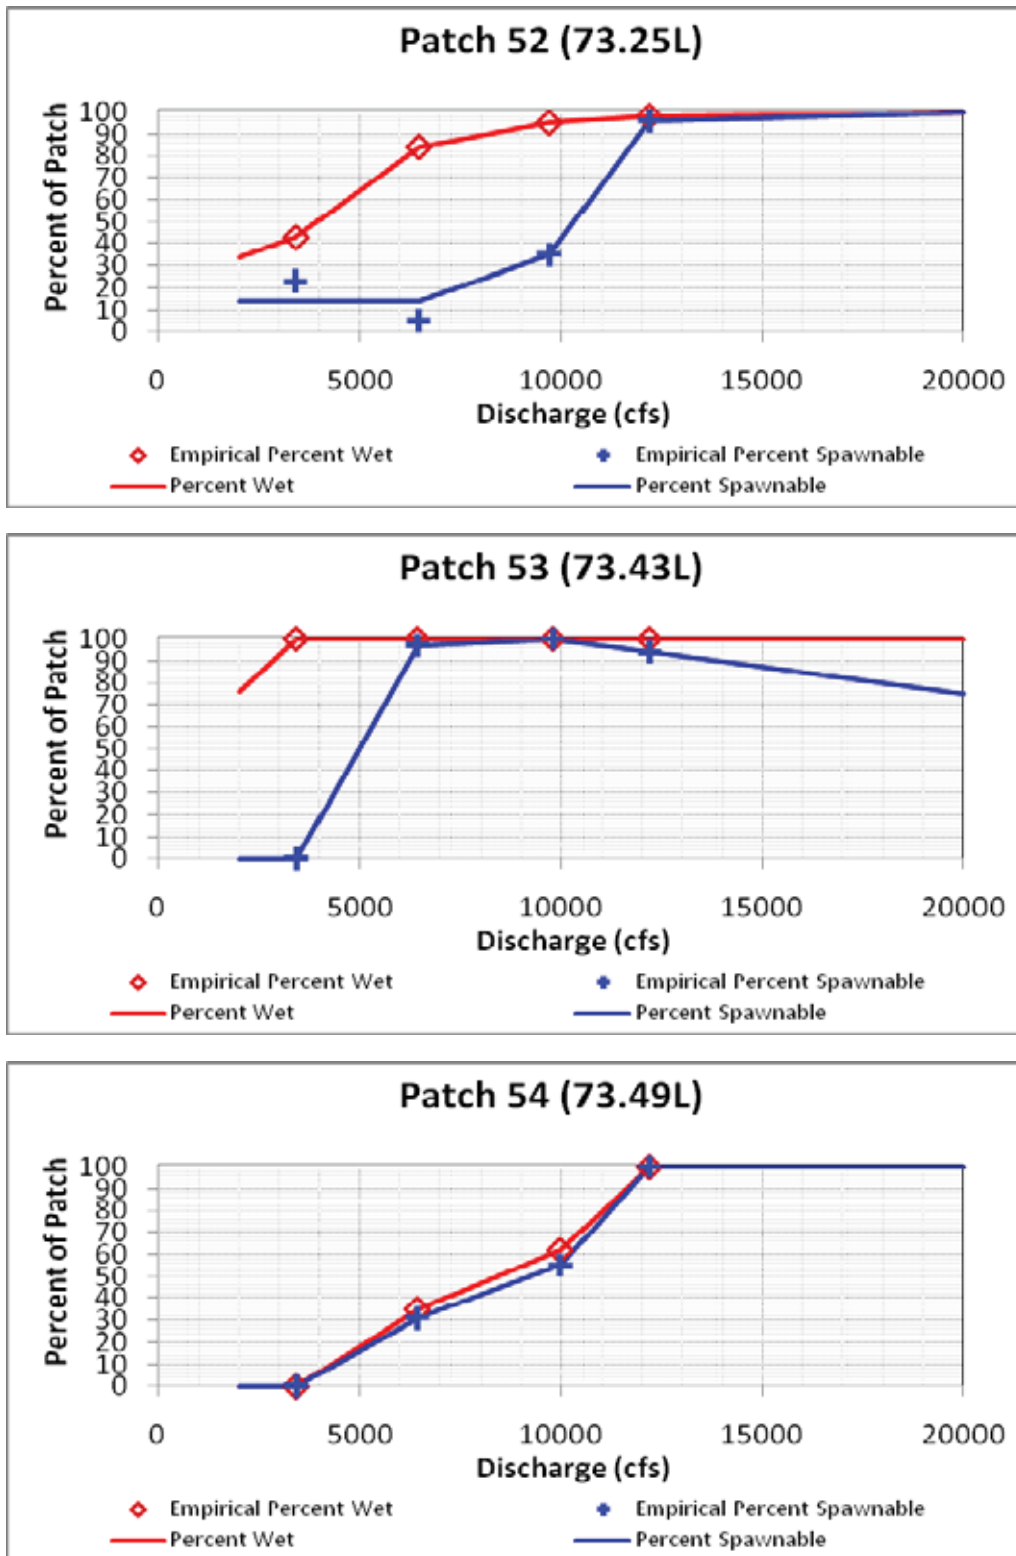 Patch 52 (73.25L)
Percent of Patch
100
90
80
70
60
50
40
30
20
10
0
0 5000 10000 15000 20000
Discharge (cfs)
Empirical Percent Wet Empirical Percent Spawnable
Percent Wet Percent Spawnable
Patch 53 (73.43L)
Percent of Patch
100
90
80
70
60
50
40
30
20
10
0
0 5000 10000 15000 20000
Discharge (cfs)
Empirical Percent Wet Empirical Percent Spawnable
Percent Wet Percent Spawnable
Patch 54 (73.49L)
Percent of Patch
100
90
80
70
60
50
40
30
20
10
0
0 5000 10000 15000 20000
Discharge (cfs)
Empirical Percent Wet Empirical Percent Spawnable
Percent Wet Percent Spawnable